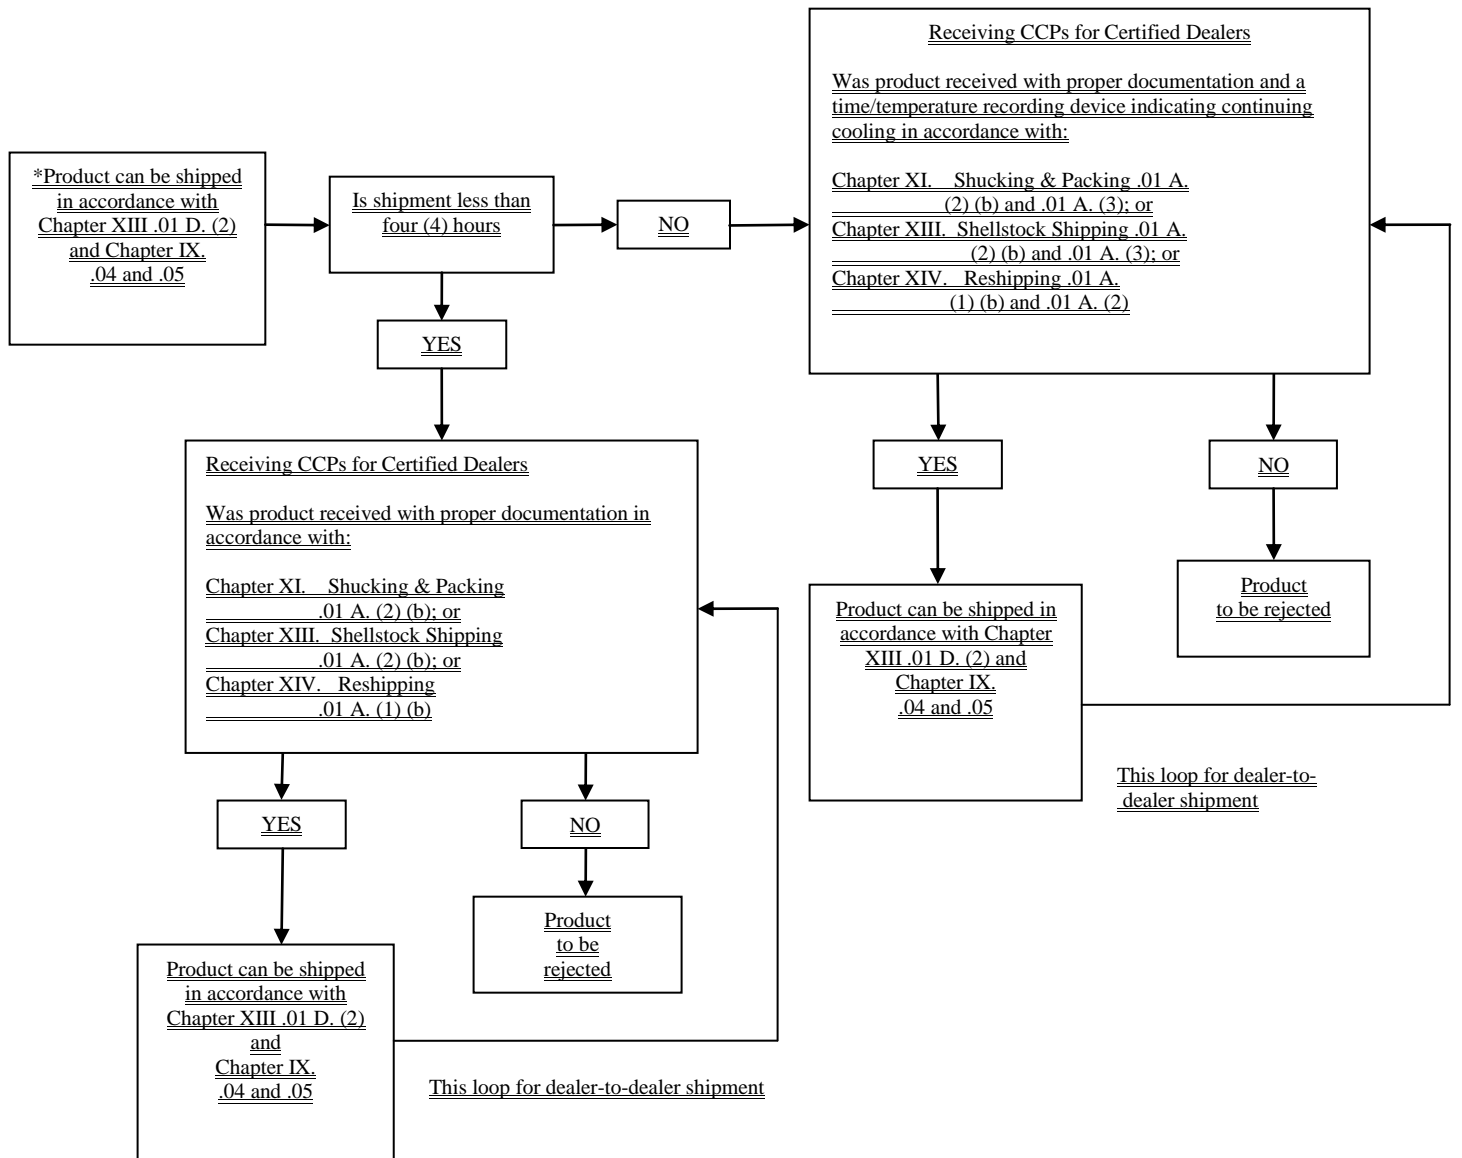 *Product can be shipped
in accordance with
Chapter XIII .01 D. (2)
and Chapter IX.
.04 and .05
Is shipment less than
four (4) hours
NO
YES
Receiving CCPs for Certified Dealers
Was product received with proper documentation and a
time/temperature recording device indicating continuing
cooling in accordance with:
Chapter XI. Shucking & Packing .01 A.
(2) (b) and .01 A. (3); or
Chapter XIII. Shellstock Shipping .01 A.
(2) (b) and .01 A. (3); or
Chapter XIV. Reshipping .01 A.
(1) (b) and .01 A. (2)
YES
NO
Product can be shipped in
accordance with Chapter
XIII .01 D. (2) and
Chapter IX.
.04 and .05
Product
to be rejected
This loop for dealer-to-
dealer shipment
Receiving CCPs for Certified Dealers
Was product received with proper documentation in
accordance with:
Chapter XI. Shucking & Packing
.01 A. (2) (b); or
Chapter XIII. Shellstock Shipping
.01 A. (2) (b); or
Chapter XIV. Reshipping
.01 A. (1) (b)
YES
NO
Product
to be
rejected
Product can be shipped
in accordance with
Chapter XIII .01 D. (2)
and
Chapter IX.
.04 and .05
This loop for dealer-to-dealer shipment